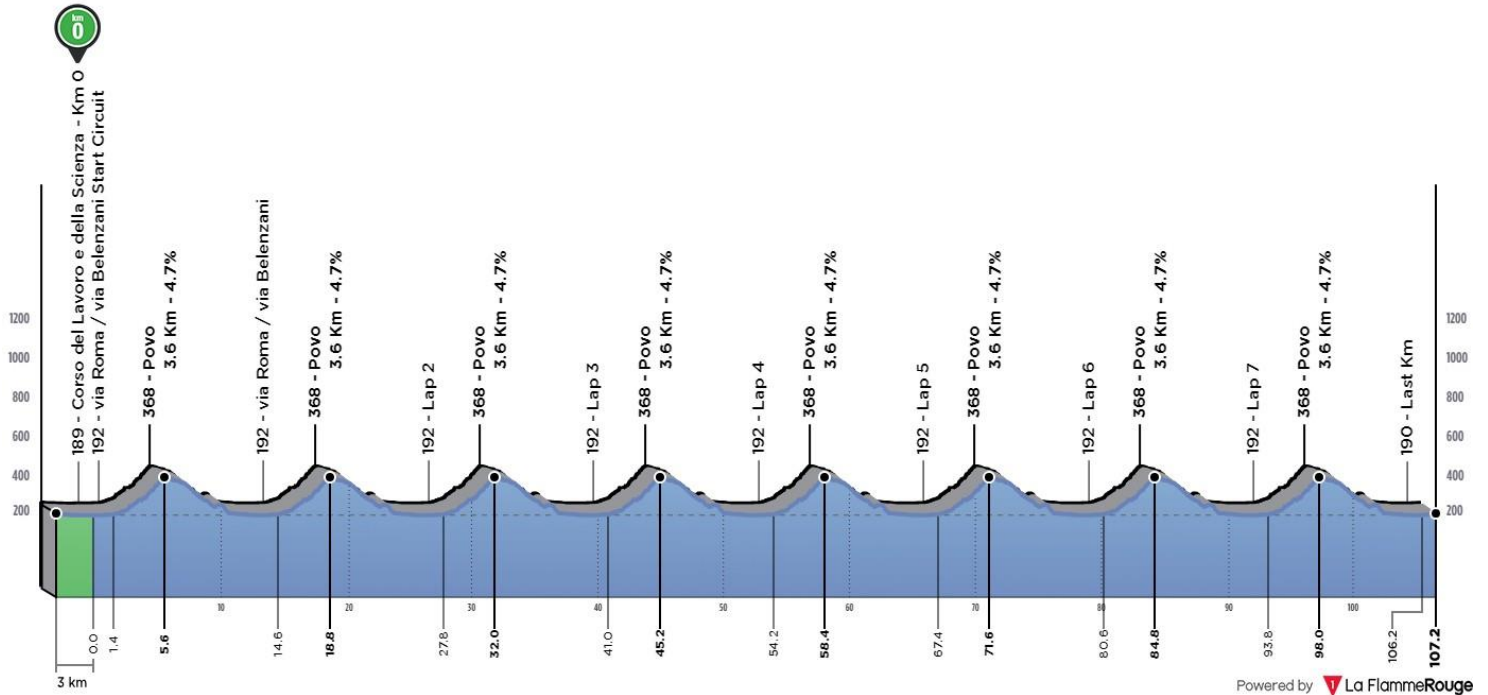 km
0
189 - Corso del Lavoro e della Scienza - Km 0
192 - via Roma / via Belenzani Start Circuit
368 - Povo
3.6 Km - 4.7%
192 - via Roma / via Belenzani
368 - Povo
3.6 Km - 4.7%
192 - Lap 2
368 - Povo
3.6 Km - 4.7%
192 - Lap 3
368 - Povo
3.6 Km - 4.7%
192 - Lap 4
368 - Povo
3.6 Km - 4.7%
192 - Lap 5
368 - Povo
3.6 Km - 4.7%
192 - Lap 6
368 - Povo
3.6 Km - 4.7%
192 - Lap 7
368 - Povo
3.6 Km - 4.7%
190 - Last Km
1200
1000
800
600
400
200
1200
1000
800
600
400
200
10
20
30
40
50
60
70
80
90
100
0.0
1.4
5.6
14.6
18.8
27.8
32.0
41.0
45.2
54.2
58.4
67.4
71.6
80.6
84.8
93.8
98.0
106.2
107.2
3 km
Powered by 1 La FlammeRouge